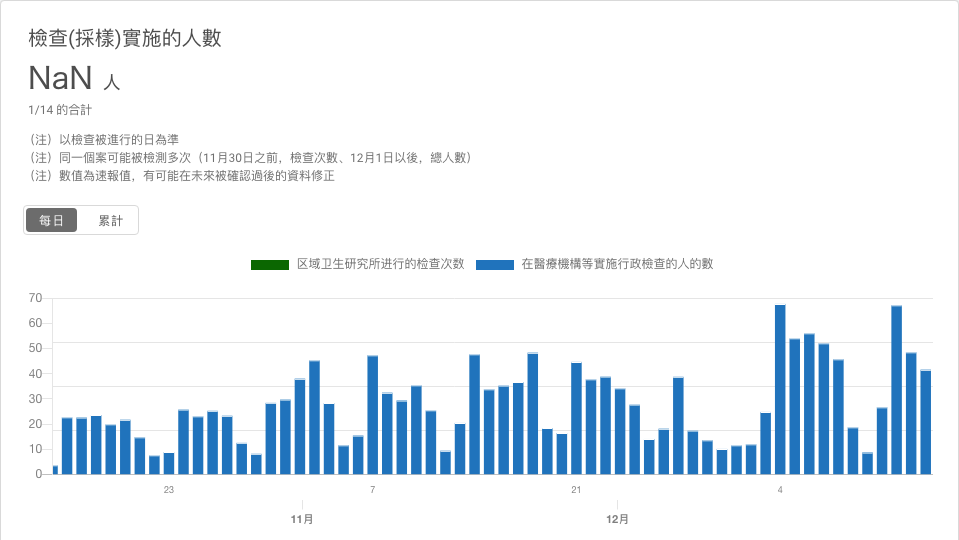 檢查(採樣)實施的人數
NaN 人
1/14 的合計
（注）以檢查被進行的日為準
（注）同一個案可能被檢測多次（11月30日之前，檢查次數、12月1日以後，總人數）
（注）數值為速報值，有可能在未來被確認過後的資料修正
每日 累計
区域卫生研究所进行的检查次数 在醫療機構等實施行政檢查的人的數
70
60
50
40
30
20
10
0
23 7 21 4
11月 12月